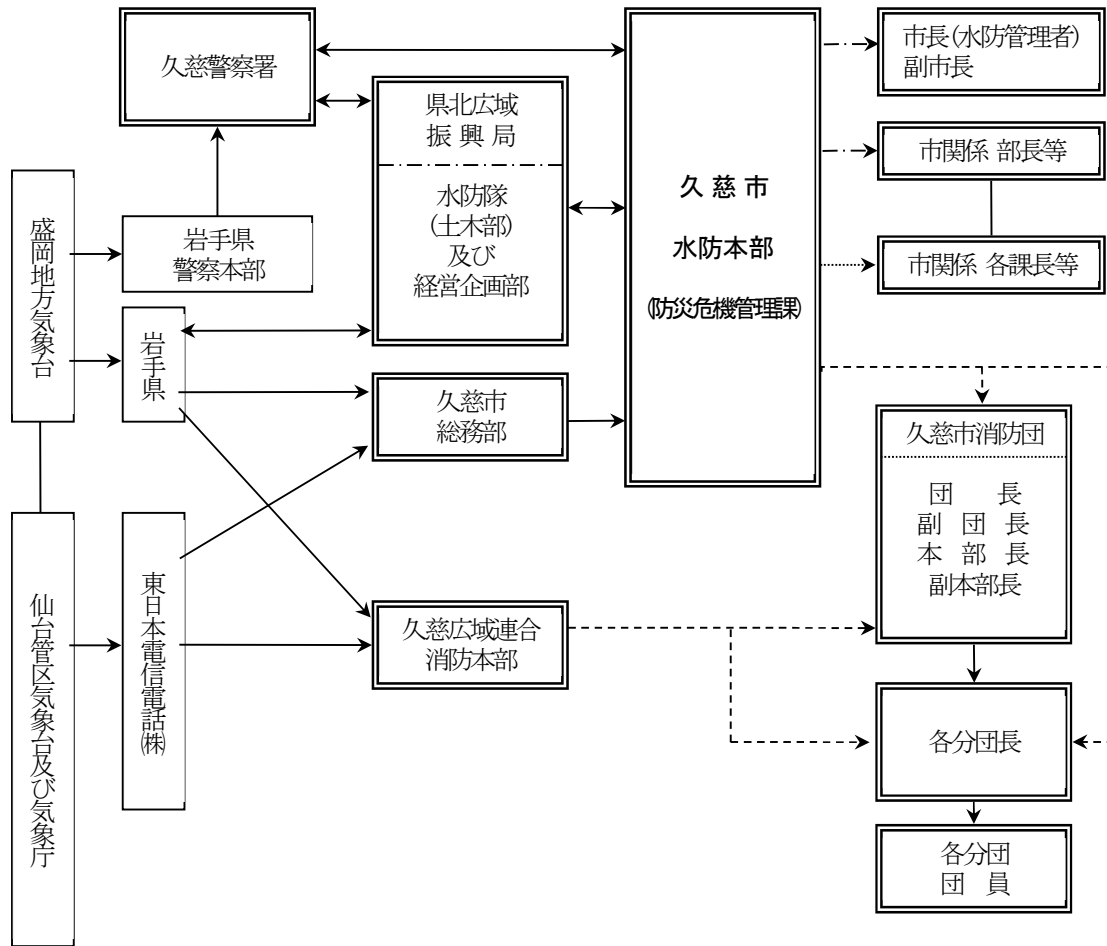 盛岡地方気象台
仙台管区気象台及び気象庁
久慈警察署
岩手県
警察本部
岩手県
東日本電信電話㈱
県北広域
振 興 局
水防隊
(土木部)
及び
経営企画部
久慈市
総務部
久慈広域連合
消防本部
久 慈 市
水防本部
(防災危機管理課)
市長(水防管理者)
副市長
市関係 部長等
市関係 各課長等
久慈市消防団
団 長
副 団 長
本 部 長
副本部長
各分団長
各分団
団 員